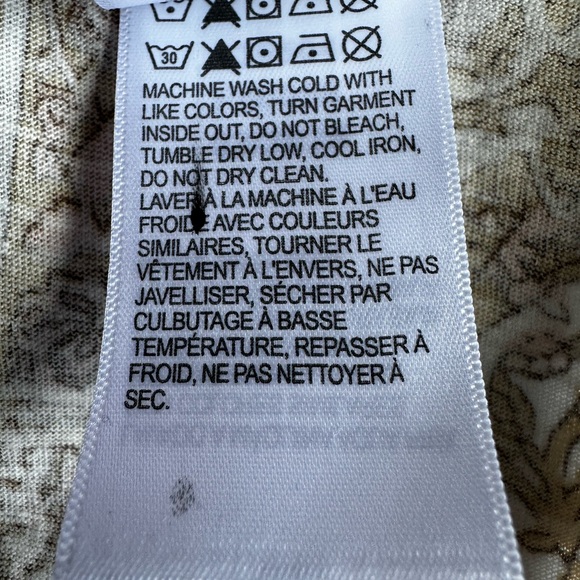 30
MACHINE WASH COLD WITH
LIKE COLORS, TURN GARMENT
INSIDE OUT, DO NOT BLEACH,
TUMBLE DRY LOW, COOL IRON,
DO NOT DRY CLEAN.
LAVER À LA MACHINE À L'EAU
FROIDE AVEC COULEURS
SIMILAIRES, TOURNER LE
VÊTEMENT À L'ENVERS, NE PAS
JAVELLISER, SÉCHER PAR
CULBUTAGE À BASSE
TEMPÉRATURE, REPASSER À
FROID, NE PAS NETTOYER À
SEC.